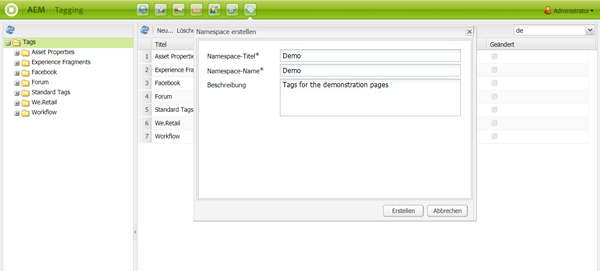 AEM Tagging
Administrator
Tags
Asset Properties
Experience Fragments
Facebook
Forum
Standard Tags
We.Retail
Workflow
Neu... Lösche
de
Titel
Geändert
1 Asset Properties
2 Experience Frag
3 Facebook
4 Forum
5 Standard Tags
6 We.Retail
7 Workflow
Namespace erstellen
Namespace-Titel* Demo
Namespace-Name* Demo
Beschreibung Tags for the demonstration pages
Erstellen Abbrechen